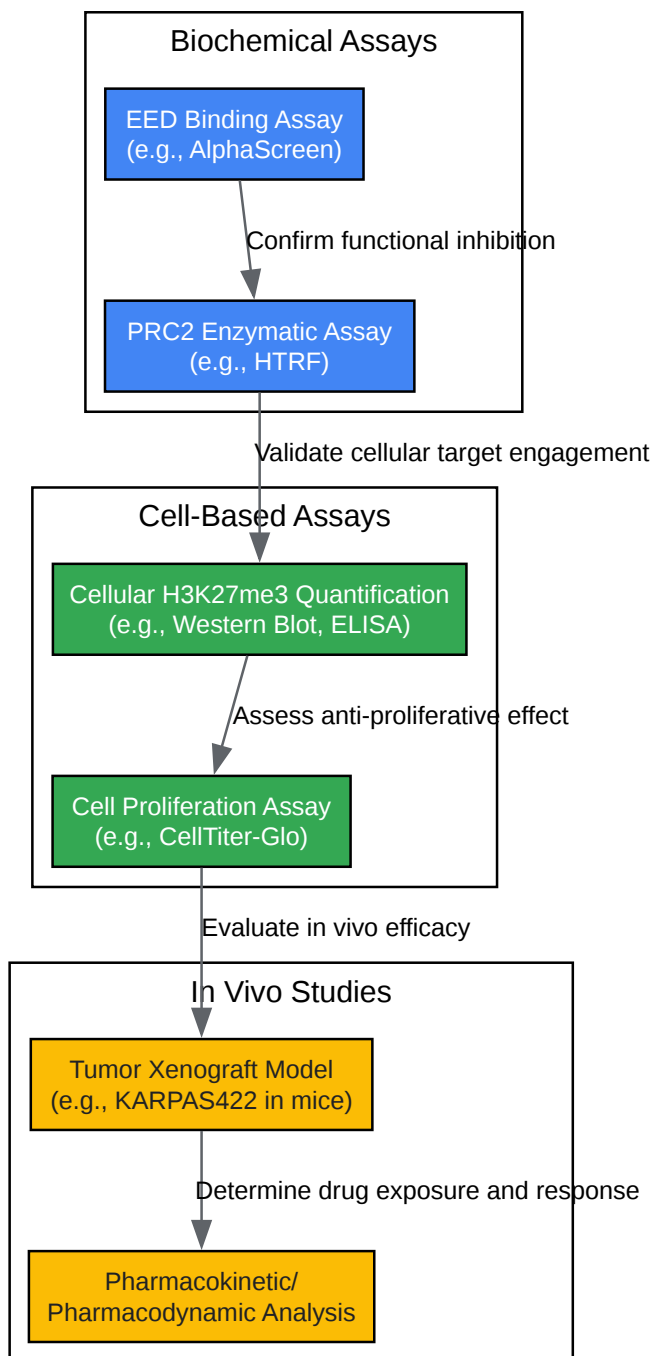 Biochemical Assays
EED Binding Assay
(e.g., AlphaScreen)
Confirm functional inhibition
PRC2 Enzymatic Assay
(e.g., HTRF)
Validate cellular target engagement
Cell-Based Assays
Cellular H3K27me3 Quantification
(e.g., Western Blot, ELISA)
Assess anti-proliferative effect
Cell Proliferation Assay
(e.g., CellTiter-Glo)
Evaluate in vivo efficacy
In Vivo Studies
Tumor Xenograft Model
(e.g., KARPAS422 in mice)
Determine drug exposure and response
Pharmacokinetic/
Pharmacodynamic Analysis